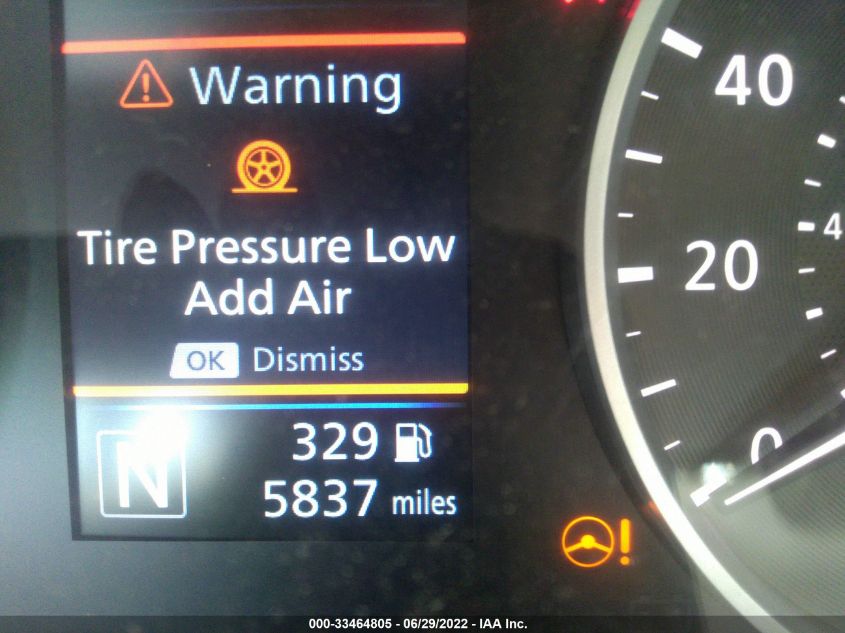 Warning
Tire Pressure Low
Add Air
OK Dismiss
329
N
5837 miles
40
20
0
4
000-33464805 - 06/29/2022 - IAA Inc.